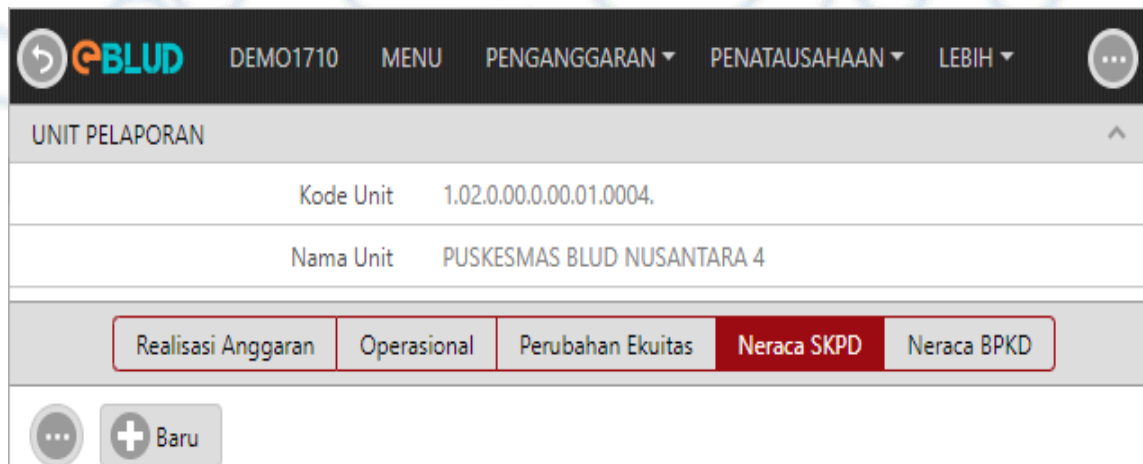 eBLUD DEMO1710 MENU PENGANGGARAN PENATAUSAHAAN LEBIH
UNIT PELAPORAN
Kode Unit 1.02.0.00.0.00.01.0004.
Nama Unit PUSKESMAS BLUD NUSANTARA 4
Realisasi Anggaran Operasional Perubahan Ekuitas Neraca SKPD Neraca BPKD
Baru